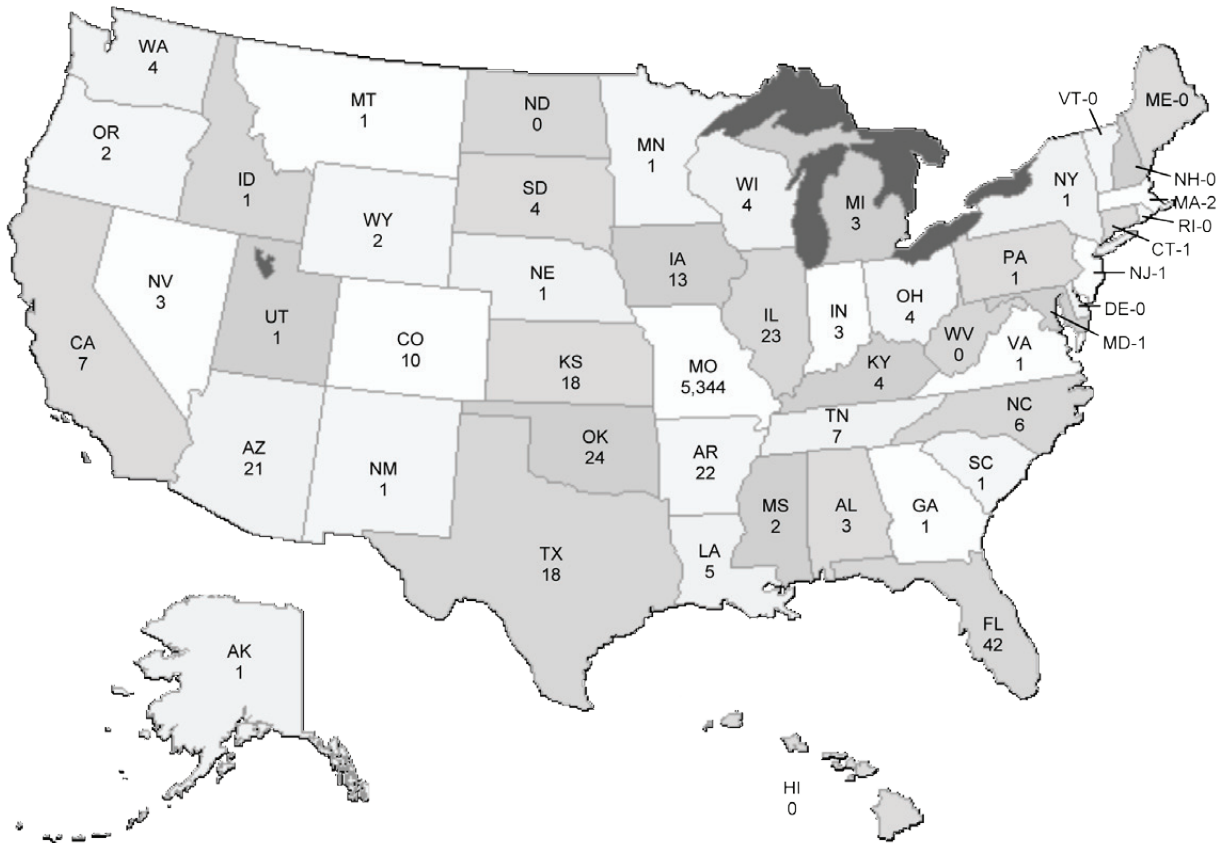 WA
4
MT
1
ND
0
MN
1
VT-0
ME-0
OR
2
ID
1
SD
4
WI
4
MI
3
NY
1
NH-0
MA-2
RI-0
CT-1
WY
2
NV
3
UT
1
CO
10
NE
1
IA
13
IL
23
IN
3
OH
4
PA
1
NJ-1
DE-0
MD-1
WV
0
VA
1
CA
7
KS
18
MO
5,344
KY
4
AZ
21
NM
1
OK
24
AR
22
TN
7
NC
6
SC
1
TX
18
LA
5
MS
2
AL
3
GA
1
FL
42
AK
1
HI
0